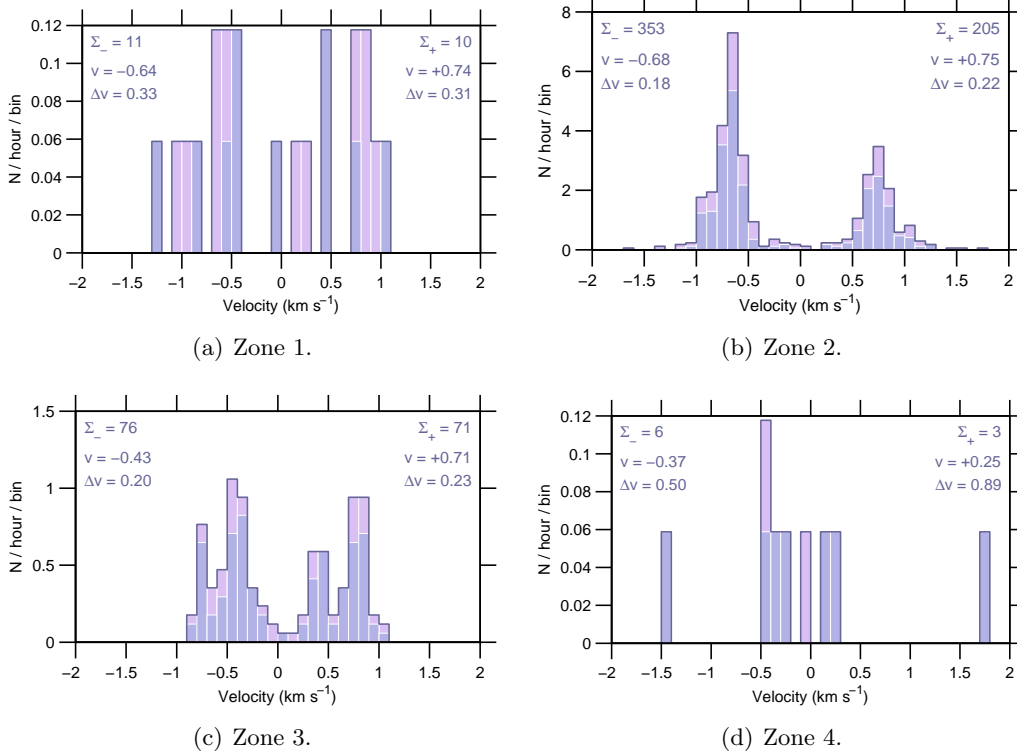 0.12
0.1
0.08
0.06
0.04
0.02
0
N / hour / bin
Σ₋ = 11
v = −0.64
Δv = 0.33
Σ₊ = 10
v = +0.74
Δv = 0.31
−2 −1.5 −1 −0.5 0 0.5 1 1.5 2
Velocity (km s⁻¹)
(a) Zone 1.
8
6
4
2
0
N / hour / bin
Σ₋ = 353
v = −0.68
Δv = 0.18
Σ₊ = 205
v = +0.75
Δv = 0.22
−2 −1.5 −1 −0.5 0 0.5 1 1.5 2
Velocity (km s⁻¹)
(b) Zone 2.
1.5
1
0.5
0
N / hour / bin
Σ₋ = 76
v = −0.43
Δv = 0.20
Σ₊ = 71
v = +0.71
Δv = 0.23
−2 −1.5 −1 −0.5 0 0.5 1 1.5 2
Velocity (km s⁻¹)
(c) Zone 3.
0.12
0.1
0.08
0.06
0.04
0.02
0
N / hour / bin
Σ₋ = 6
v = −0.37
Δv = 0.50
Σ₊ = 3
v = +0.25
Δv = 0.89
−2 −1.5 −1 −0.5 0 0.5 1 1.5 2
Velocity (km s⁻¹)
(d) Zone 4.